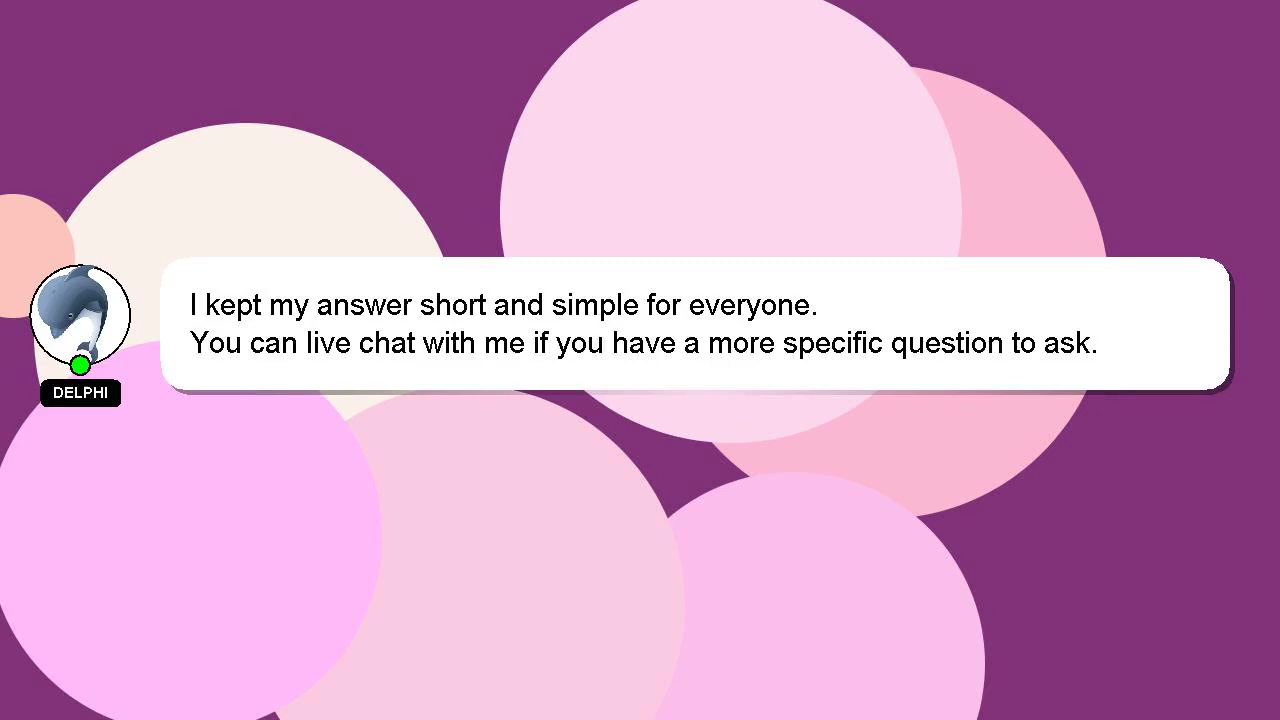 I kept my answer short and simple for everyone.
You can live chat with me if you have a more specific question to ask.
DELPHI